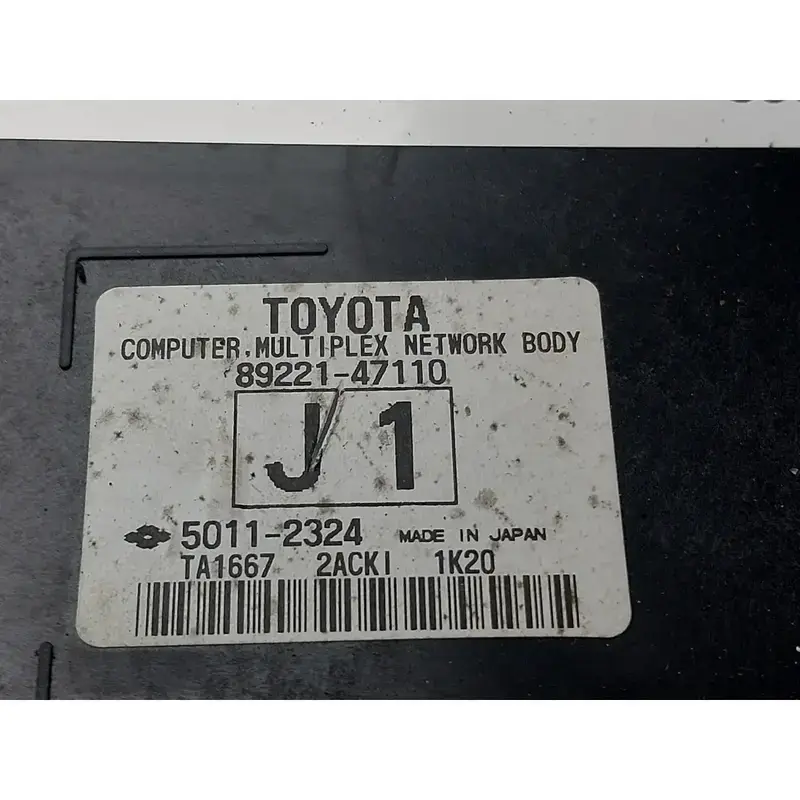 TOYOTA
COMPUTER, MULTIPLEX NETWORK BODY
89221-47110
J1
5011-2324 MADE IN JAPAN
TA1667 2ACKI 1K20